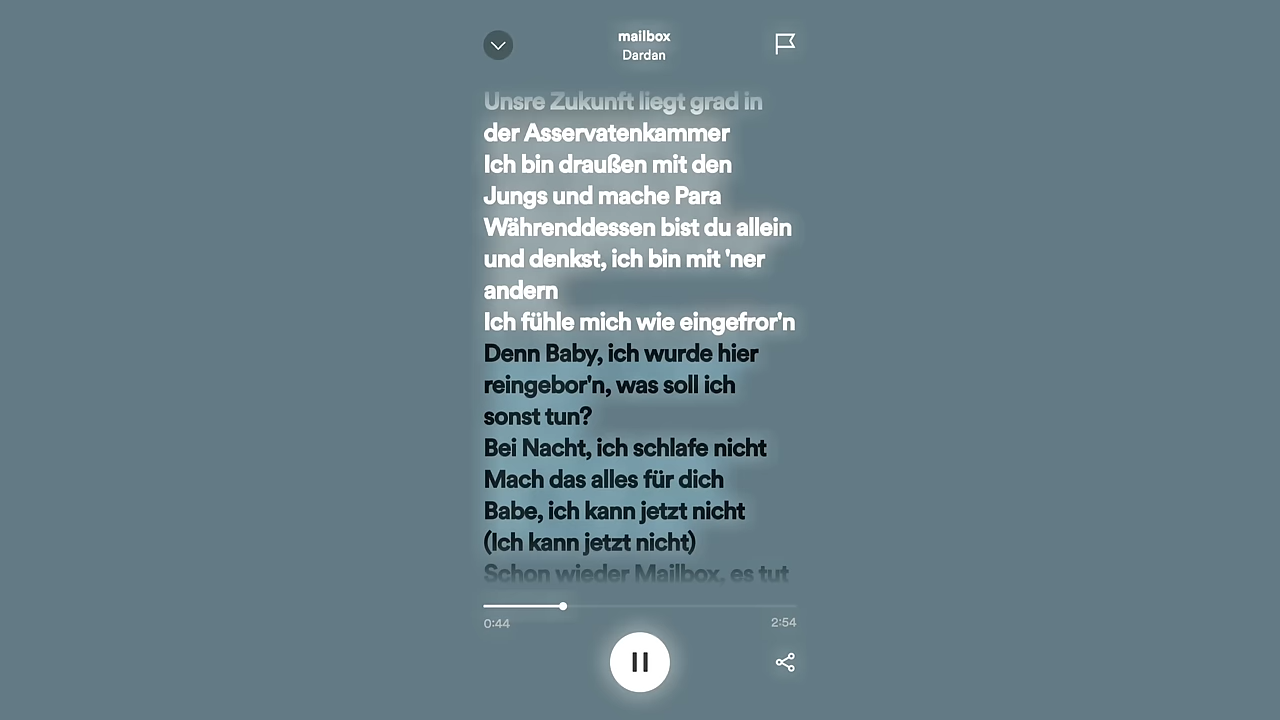 mailbox
Dardan
Unsre Zukunft liegt grad in
der Asservatenkammer
Ich bin draußen mit den
Jungs und mache Para
Währenddessen bist du allein
und denkst, ich bin mit 'ner
andern
Ich fühle mich wie eingefror'n
Denn Baby, ich wurde hier
reingebor'n, was soll ich
sonst tun?
Bei Nacht, ich schlafe nicht
Mach das alles für dich
Babe, ich kann jetzt nicht
(Ich kann jetzt nicht)
Schon wieder Mailbox, es tut
0:44
2:54